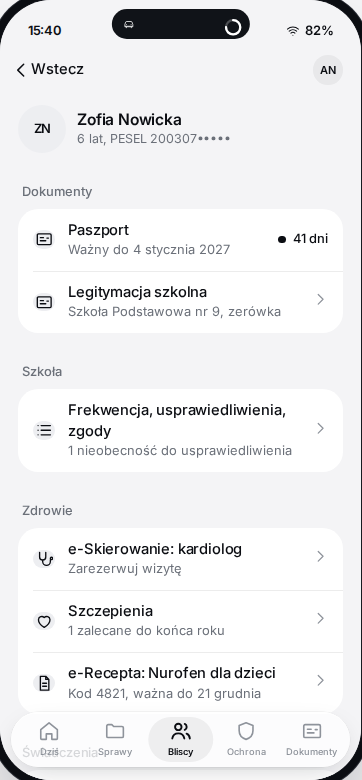 15:40
82%
Wstecz
AN
ZN
Zofia Nowicka
6 lat, PESEL 200307•••••
Dokumenty
Paszport
Ważny do 4 stycznia 2027
41 dni
Legitymacja szkolna
Szkoła Podstawowa nr 9, zerówka
Szkoła
Frekwencja, usprawiedliwienia,
zgody
1 nieobecność do usprawiedliwienia
Zdrowie
e-Skierowanie: kardiolog
Zarezerwuj wizytę
Szczepienia
1 zalecane do końca roku
e-Recepta: Nurofen dla dzieci
Kod 4821, ważna do 21 grudnia
Świadczenia
Dziś
Sprawy
Bliscy
Ochrona
Dokumenty